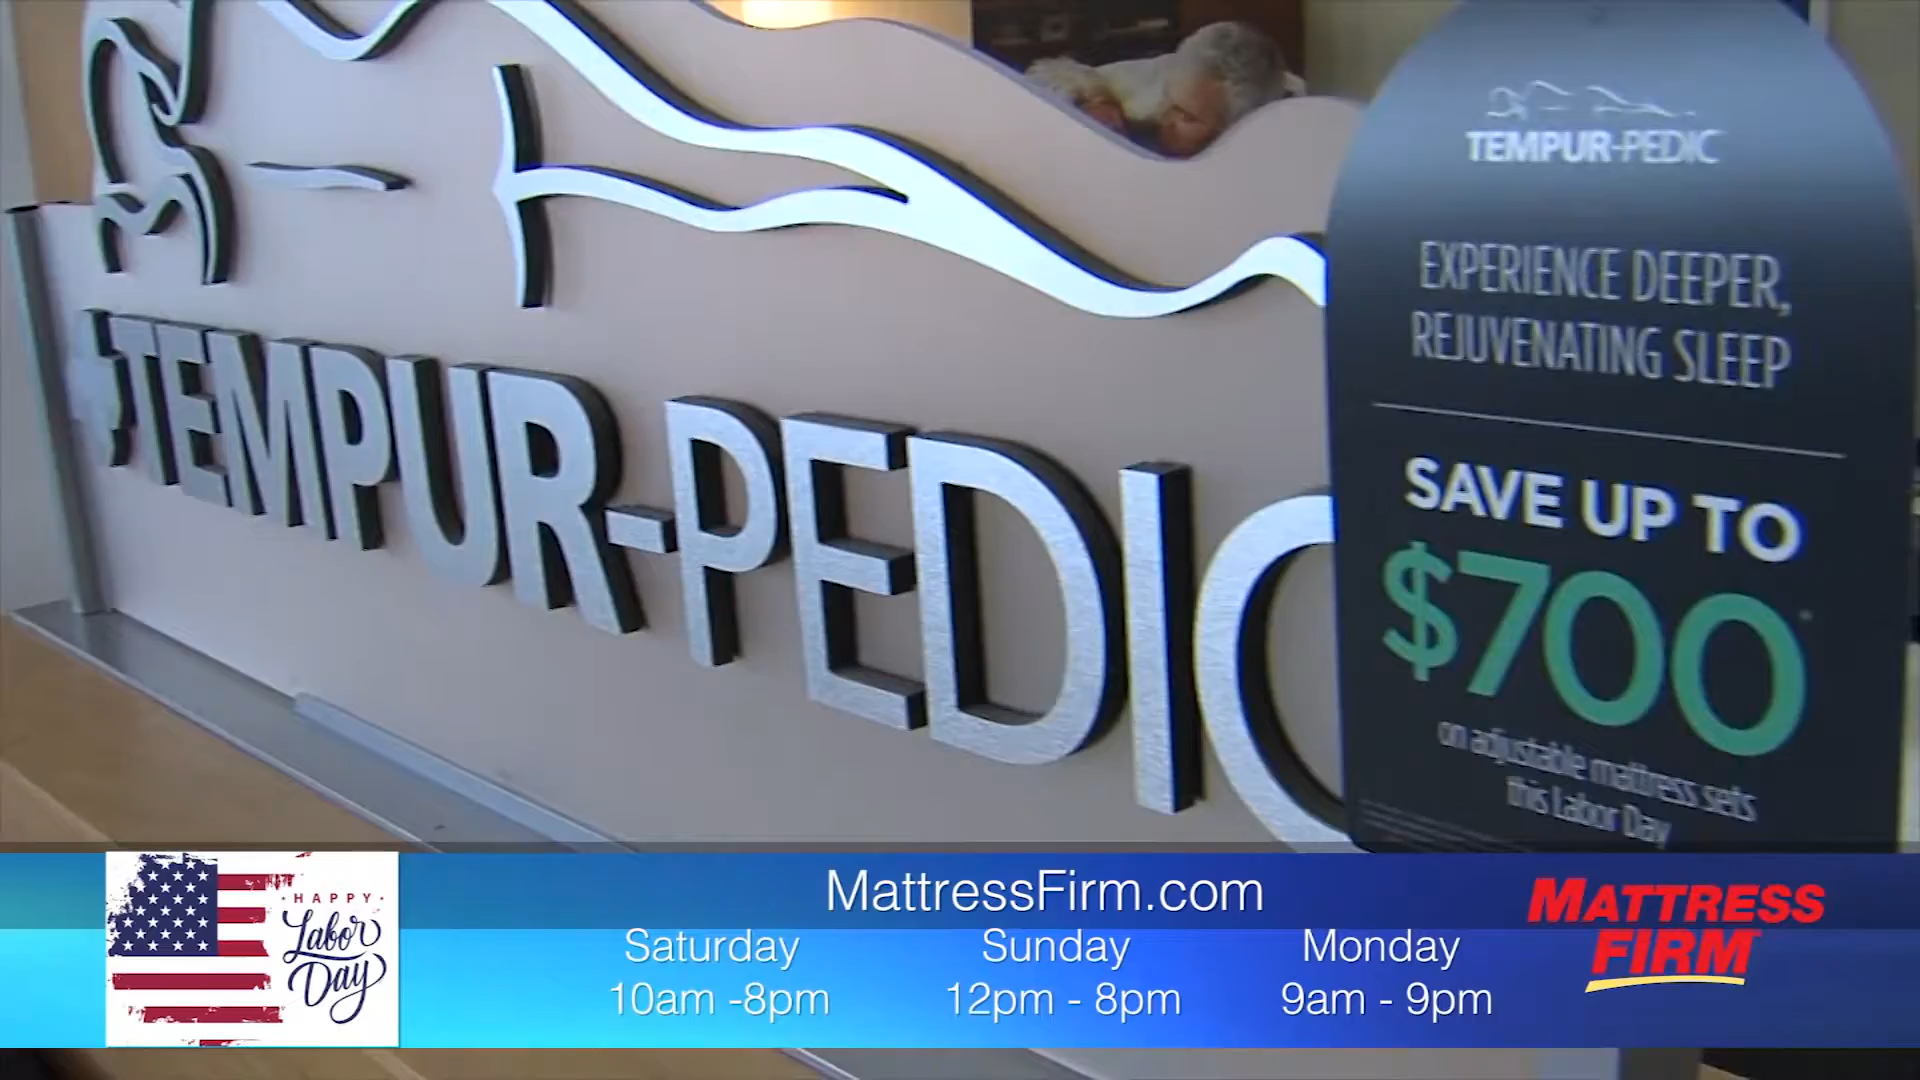 TEMPUR-PEDIC
TEMPUR-PEDIC
EXPERIENCE DEEPER,
REJUVENATING SLEEP
SAVE UP TO
$700*
on adjustable mattress sets
this Labor Day
HAPPY
Labor
Day
MattressFirm.com
Saturday Sunday Monday
10am -8pm 12pm - 8pm 9am - 9pm
MATTRESS
FIRM